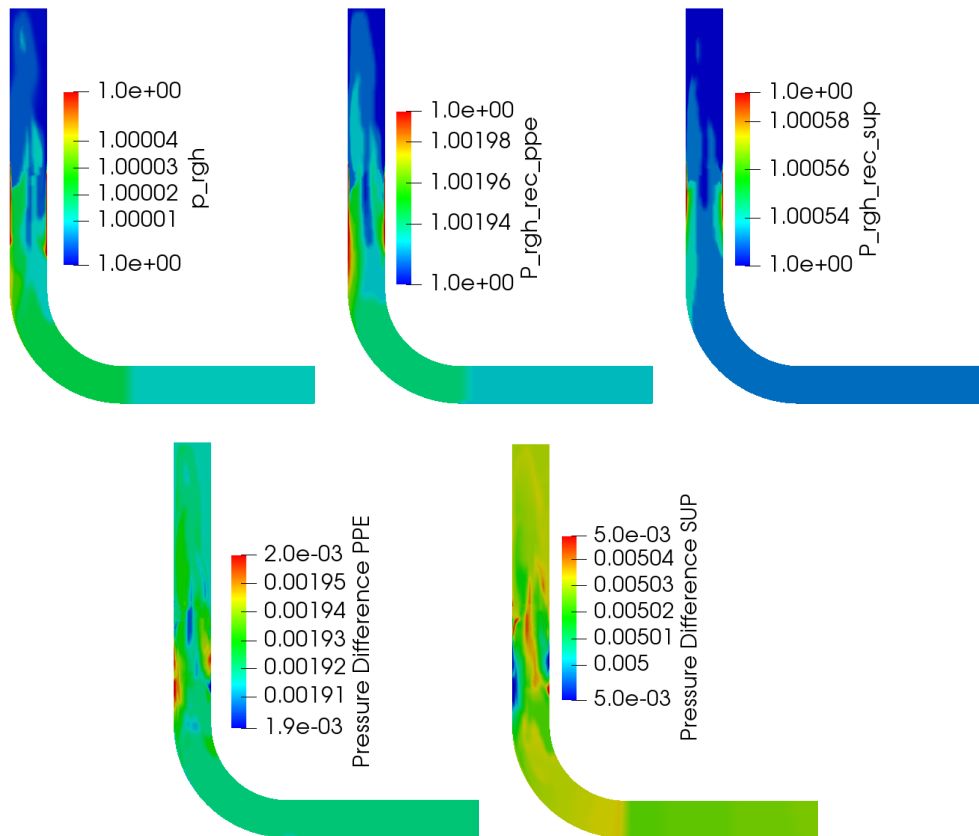 1.0e+00
1.00004
1.00003
1.00002
1.00001
1.0e+00
p_rgh
1.0e+00
1.00198
1.00196
1.00194
1.0e+00
P_rgh_rec_ppe
1.0e+00
1.00058
1.00056
1.00054
1.0e+00
P_rgh_rec_sup
2.0e-03
0.00195
0.00194
0.00193
0.00192
0.00191
1.9e-03
Pressure Difference PPE
5.0e-03
0.00504
0.00503
0.00502
0.00501
0.005
5.0e-03
Pressure Difference SUP